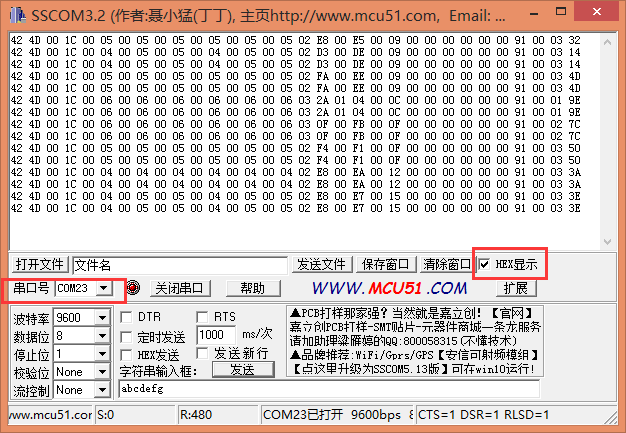 SSCOM3.2 (作者:聂小猛(丁丁), 主页http://www.mcu51.com, Email: ...
42 4D 00 1C 00 05 00 05 00 05 00 05 00 05 00 05 02 E8 00 E5 00 09 00 00 00 00 00 00 91 00 03 32
42 4D 00 1C 00 04 00 05 00 05 00 04 00 05 00 05 02 D3 00 DE 00 09 00 00 00 00 00 00 91 00 03 14
42 4D 00 1C 00 04 00 05 00 05 00 04 00 05 00 05 02 D3 00 DE 00 09 00 00 00 00 00 00 91 00 03 14
42 4D 00 1C 00 05 00 05 00 05 00 05 00 05 00 05 02 FA 00 EE 00 09 00 00 00 00 00 00 91 00 03 4D
42 4D 00 1C 00 05 00 05 00 05 00 05 00 05 00 05 02 FA 00 EE 00 09 00 00 00 00 00 00 91 00 03 4D
42 4D 00 1C 00 06 00 06 00 06 00 06 00 06 00 06 03 2A 01 04 00 0C 00 00 00 00 00 00 91 00 01 9E
42 4D 00 1C 00 06 00 06 00 06 00 06 00 06 00 06 03 2A 01 04 00 0C 00 00 00 00 00 00 91 00 01 9E
42 4D 00 1C 00 06 00 06 00 06 00 06 00 06 00 06 03 0F 00 FB 00 0F 00 00 00 00 00 00 91 00 02 7C
42 4D 00 1C 00 06 00 06 00 06 00 06 00 06 00 06 03 0F 00 FB 00 0F 00 00 00 00 00 00 91 00 02 7C
42 4D 00 1C 00 05 00 05 00 05 00 05 00 05 00 05 02 F4 00 F1 00 0F 00 00 00 00 00 00 91 00 03 50
42 4D 00 1C 00 05 00 05 00 05 00 05 00 05 00 05 02 F4 00 F1 00 0F 00 00 00 00 00 00 91 00 03 50
42 4D 00 1C 00 04 00 04 00 04 00 04 00 04 00 04 02 E8 00 EA 00 12 00 00 00 00 00 00 91 00 03 3A
42 4D 00 1C 00 04 00 04 00 04 00 04 00 04 00 04 02 E8 00 EA 00 12 00 00 00 00 00 00 91 00 03 3A
42 4D 00 1C 00 04 00 05 00 05 00 04 00 05 00 05 02 E8 00 E7 00 15 00 00 00 00 00 00 91 00 03 3E
42 4D 00 1C 00 04 00 05 00 05 00 04 00 05 00 05 02 E8 00 E7 00 15 00 00 00 00 00 00 91 00 03 3E
打开文件 文件名 发送文件 保存窗口 清除窗口 HEX显示
串口号 COM23 关闭串口 帮助 WWW.MCU51.COM 扩展
波特率 9600 DTR RTS
数据位 8 定时发送 1000 ms/次
停止位 1 HEX发送 发送新行
校验位 None 字符串输入框: 发送
流控制 None abcdefg
▲PCB打样那家强？当然就是嘉立创!【官网】
嘉立创PCB打样-SMT贴片-元器件商城一条龙服务
请加助理梁雁婷的QQ:800058315(不懂技术)
▲品牌推荐:WiFi/Gprs/GPS【安信可射频模组】
【点这里升级为SSCOM5.13版】可在win10运行!
www.mcu51.com S:0 R:480 COM23已打开 9600bps 8 CTS=1 DSR=1 RLSD=1